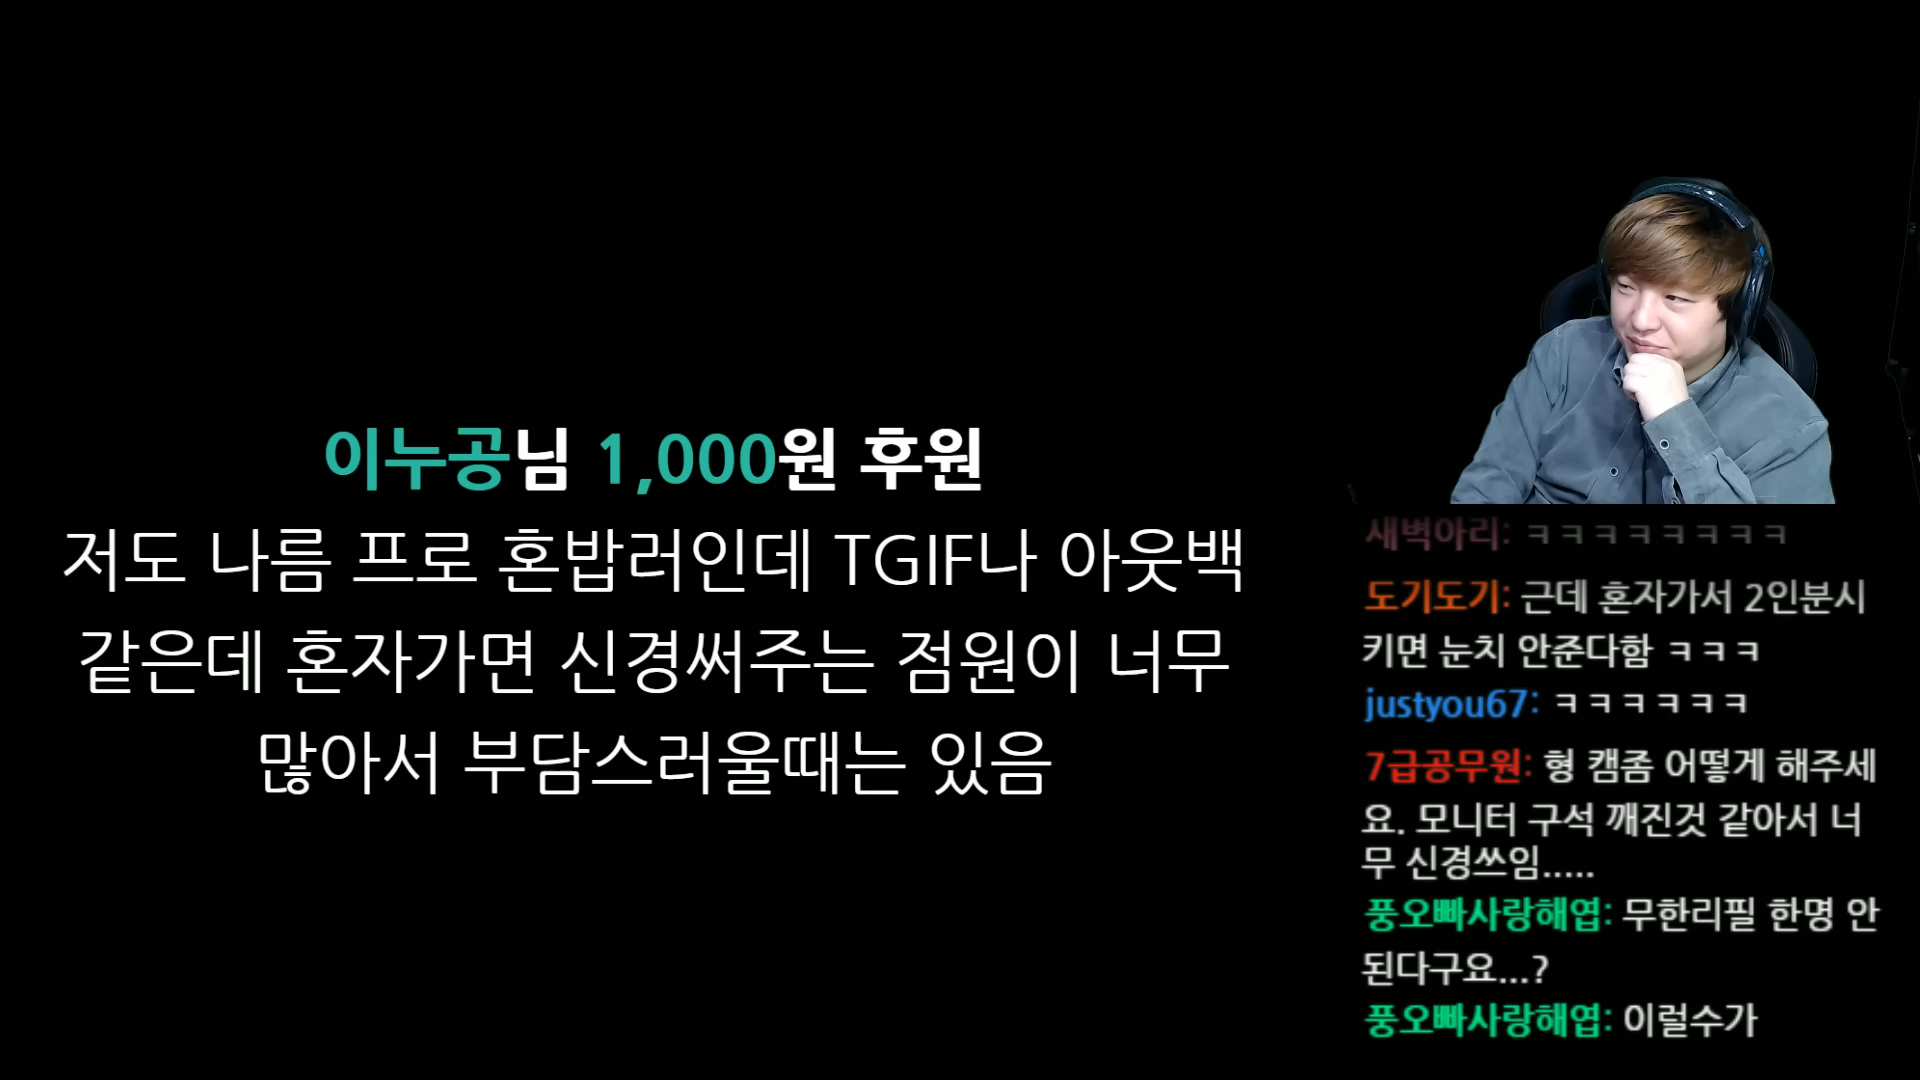 이누공님 1,000원 후원
저도 나름 프로 혼밥러인데 TGIF나 아웃백
같은데 혼자가면 신경써주는 점원이 너무
많아서 부담스러울때는 있음
새벽아리: ㅋㅋㅋㅋㅋㅋㅋㅋ
도기도기: 근데 혼자가서 2인분시
키면 눈치 안준다함 ㅋㅋㅋ
justyou67: ㅋㅋㅋㅋㅋㅋ
7급공무원: 형 캠좀 어떻게 해주세
요. 모니터 구석 깨진것 같아서 너
무 신경쓰임.....
풍오빠사랑해엽: 무한리필 한명 안
된다구요...?
풍오빠사랑해엽: 이럴수가